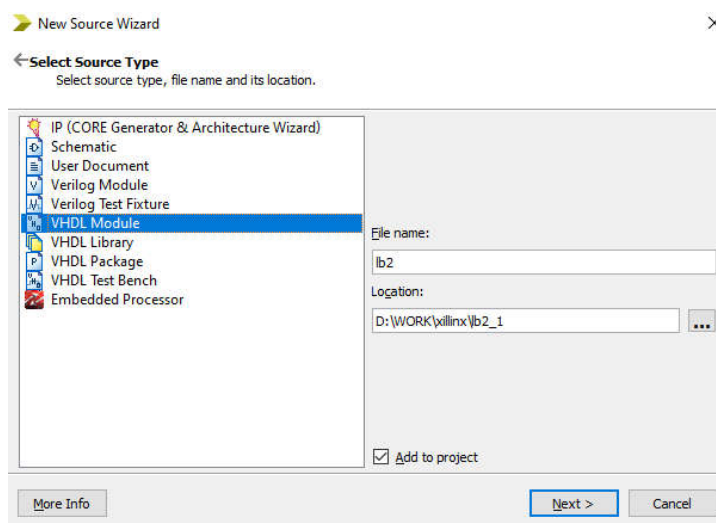 New Source Wizard
Select Source Type
Select source type, file name and its location.
IP (CORE Generator & Architecture Wizard)
Schematic
User Document
Verilog Module
Verilog Test Fixture
VHDL Module
VHDL Library
VHDL Package
VHDL Test Bench
Embedded Processor
File name:
lb2
Location:
D:\WORK\xillinx\lb2_1
...
Add to project
More Info
Next >
Cancel